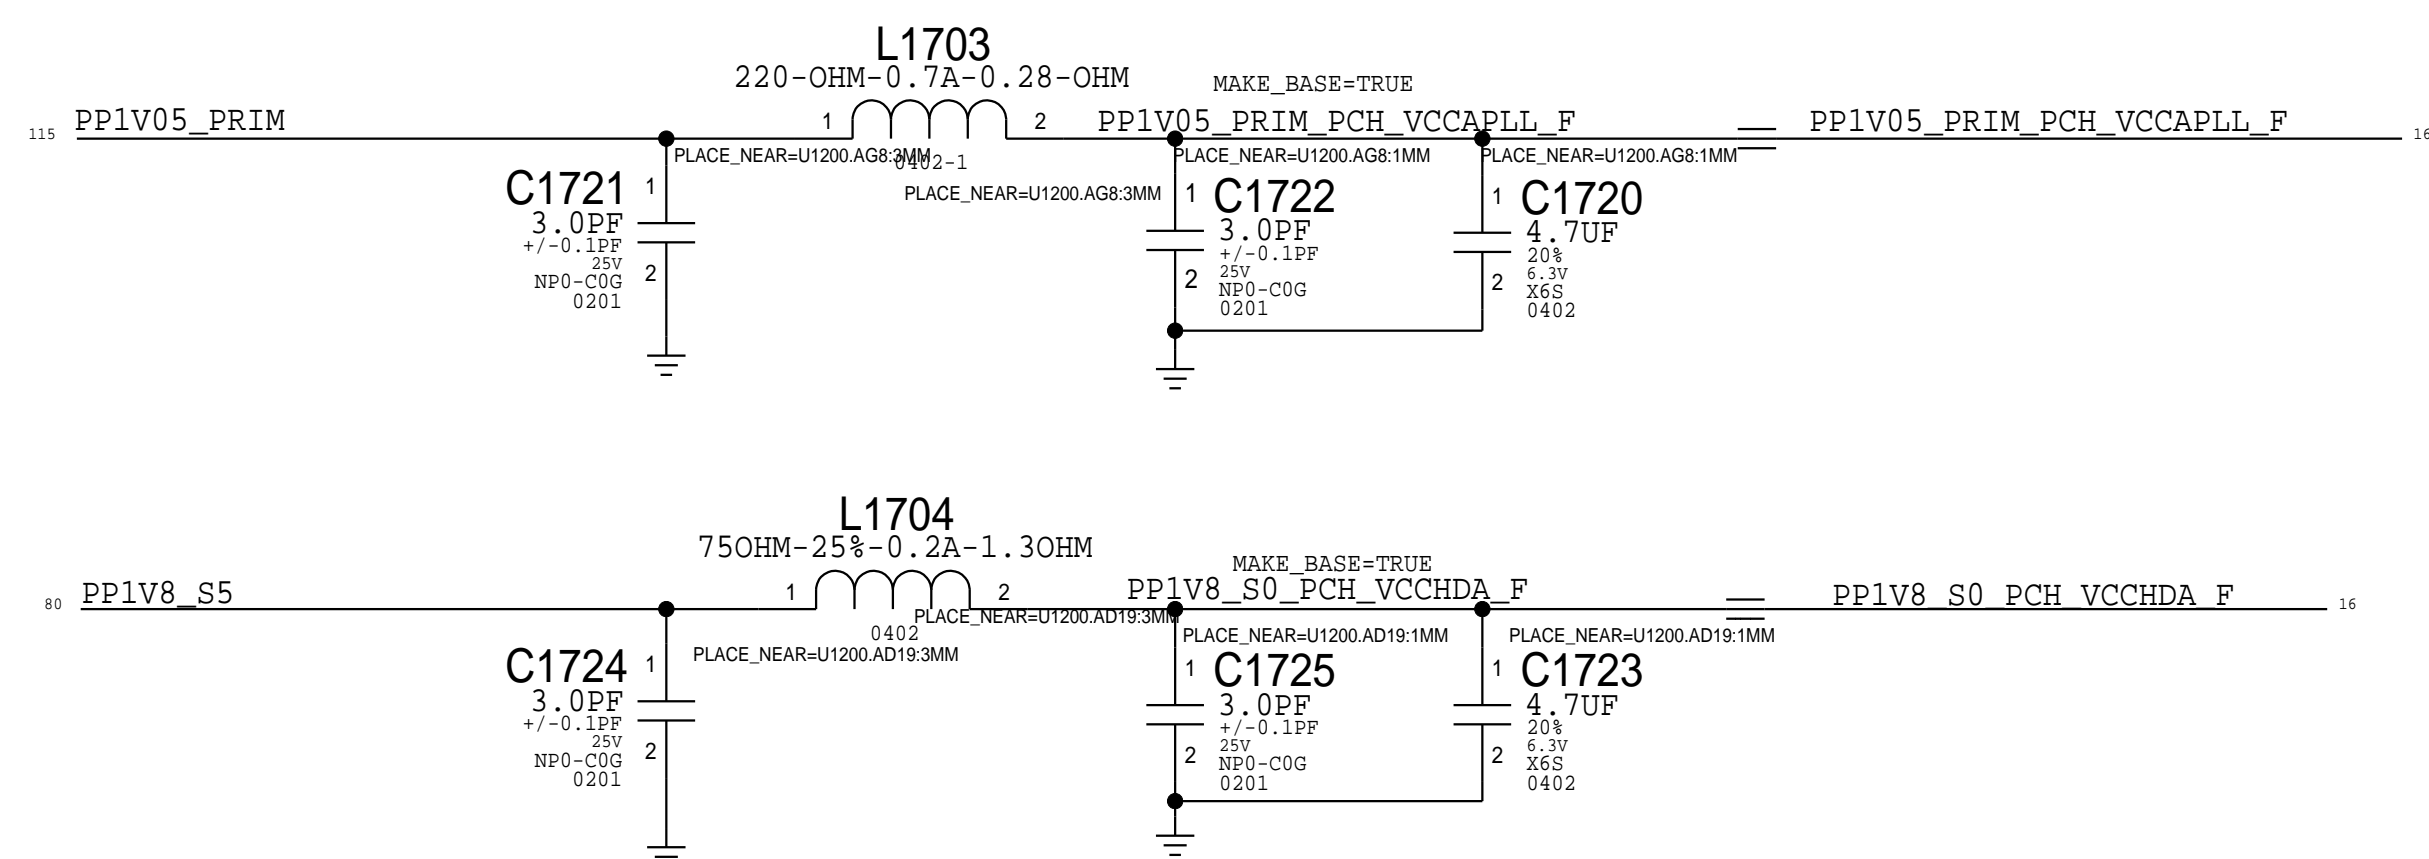 L1703
220-OHM-0.7A-0.28-OHM
MAKE_BASE=TRUE
115 PP1V05_PRIM 1 2 PP1V05_PRIM_PCH_VCCAPLL_F PP1V05_PRIM_PCH_VCCAPLL_F 16
PLACE_NEAR=U1200.AG8:3MM 0402-1 PLACE_NEAR=U1200.AG8:1MM PLACE_NEAR=U1200.AG8:1MM
PLACE_NEAR=U1200.AG8:3MM
C1721 1
3.0PF
+/-0.1PF
25V
2
NP0-C0G
0201
1 C1722
3.0PF
+/-0.1PF
25V
2
NP0-C0G
0201
1 C1720
4.7UF
20%
6.3V
2
X6S
0402
L1704
75OHM-25%-0.2A-1.3OHM
MAKE_BASE=TRUE
80 PP1V8_S5 1 2 PP1V8_S0_PCH_VCCHDA_F PP1V8_S0_PCH_VCCHDA_F 16
PLACE_NEAR=U1200.AD19:3MM
0402 PLACE_NEAR=U1200.AD19:1MM PLACE_NEAR=U1200.AD19:1MM
PLACE_NEAR=U1200.AD19:3MM
C1724 1
3.0PF
+/-0.1PF
25V
2
NP0-C0G
0201
1 C1725
3.0PF
+/-0.1PF
25V
2
NP0-C0G
0201
1 C1723
4.7UF
20%
6.3V
2
X6S
0402